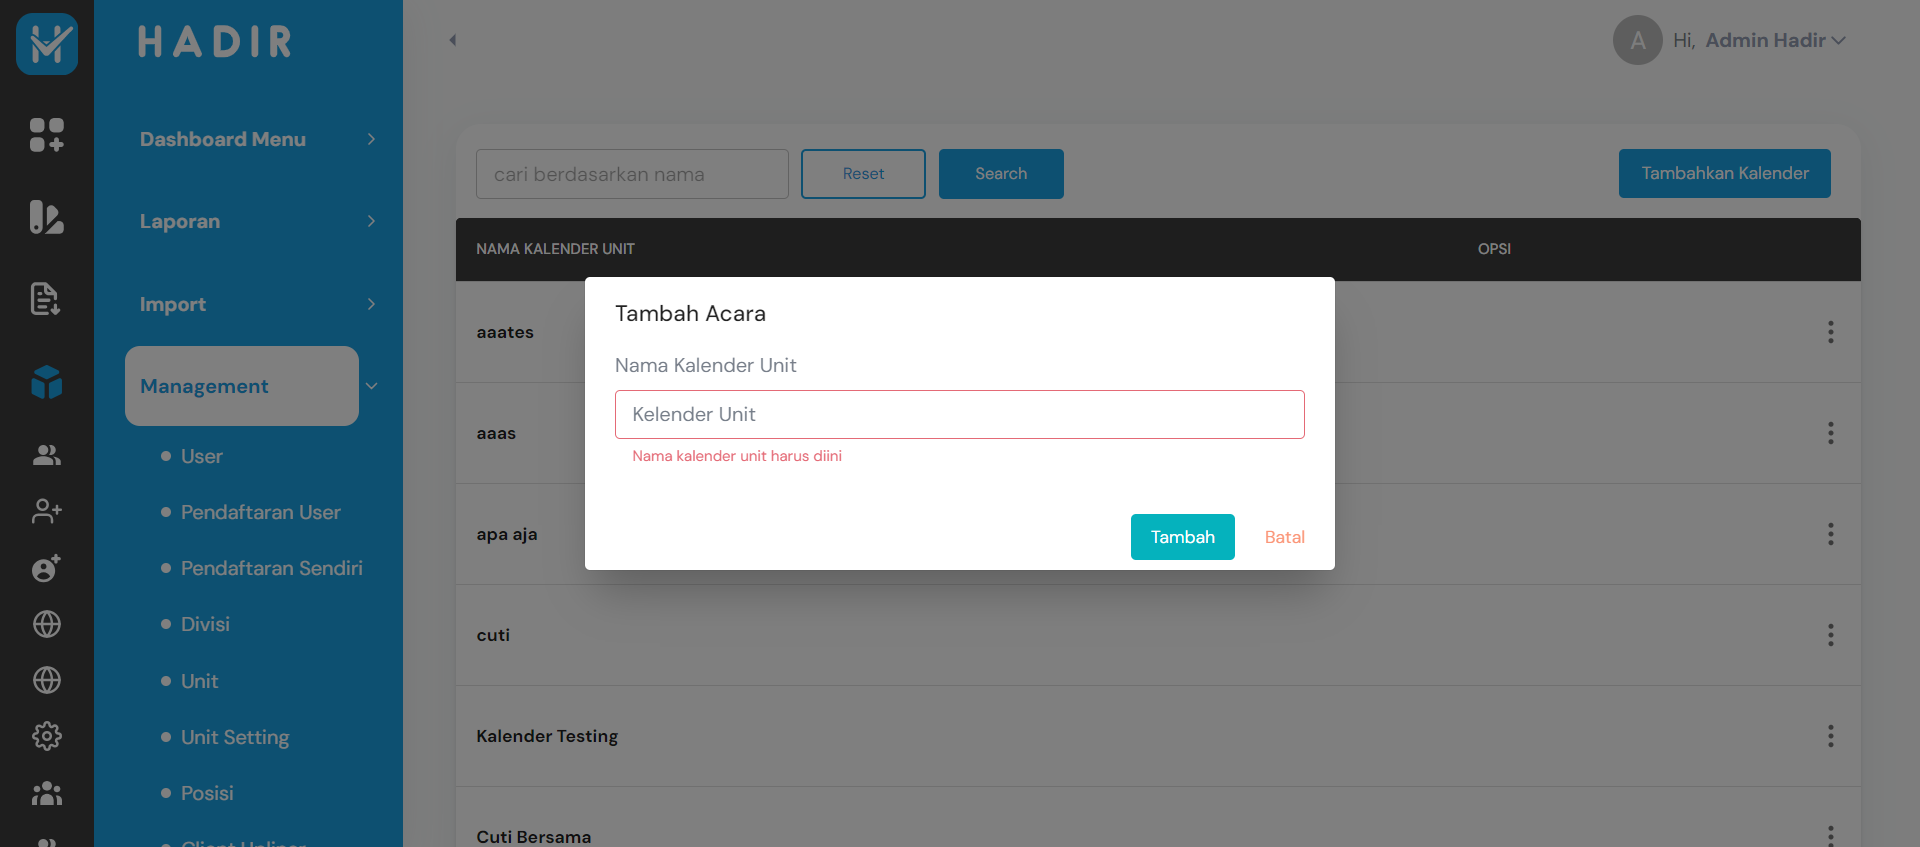 HADIR
Hi, Admin Hadir
A
Dashboard Menu
Laporan
Import
Management
User
Pendaftaran User
Pendaftaran Sendiri
Divisi
Unit
Unit Setting
Posisi
Client Upliner
cari berdasarkan nama
Reset
Search
Tambahkan Kalender
NAMA KALENDER UNIT
OPSI
aaates
aaas
apa aja
cuti
Kalender Testing
Cuti Bersama
Tambah Acara
Nama Kalender Unit
Kelender Unit
Nama kalender unit harus diini
Tambah
Batal